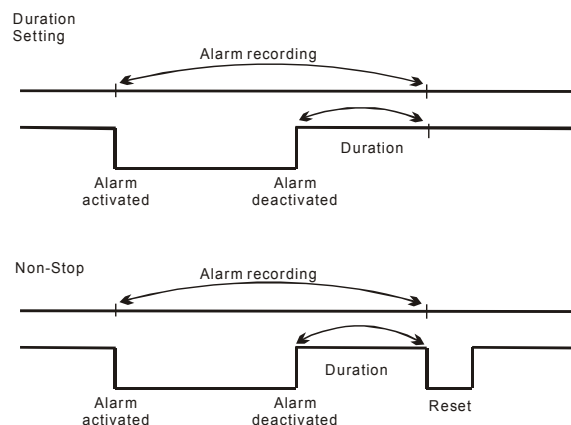 Duration
Setting
Alarm recording
Duration
Alarm
activated
Alarm
deactivated
Non-Stop
Alarm recording
Duration
Alarm
activated
Alarm
deactivated
Reset